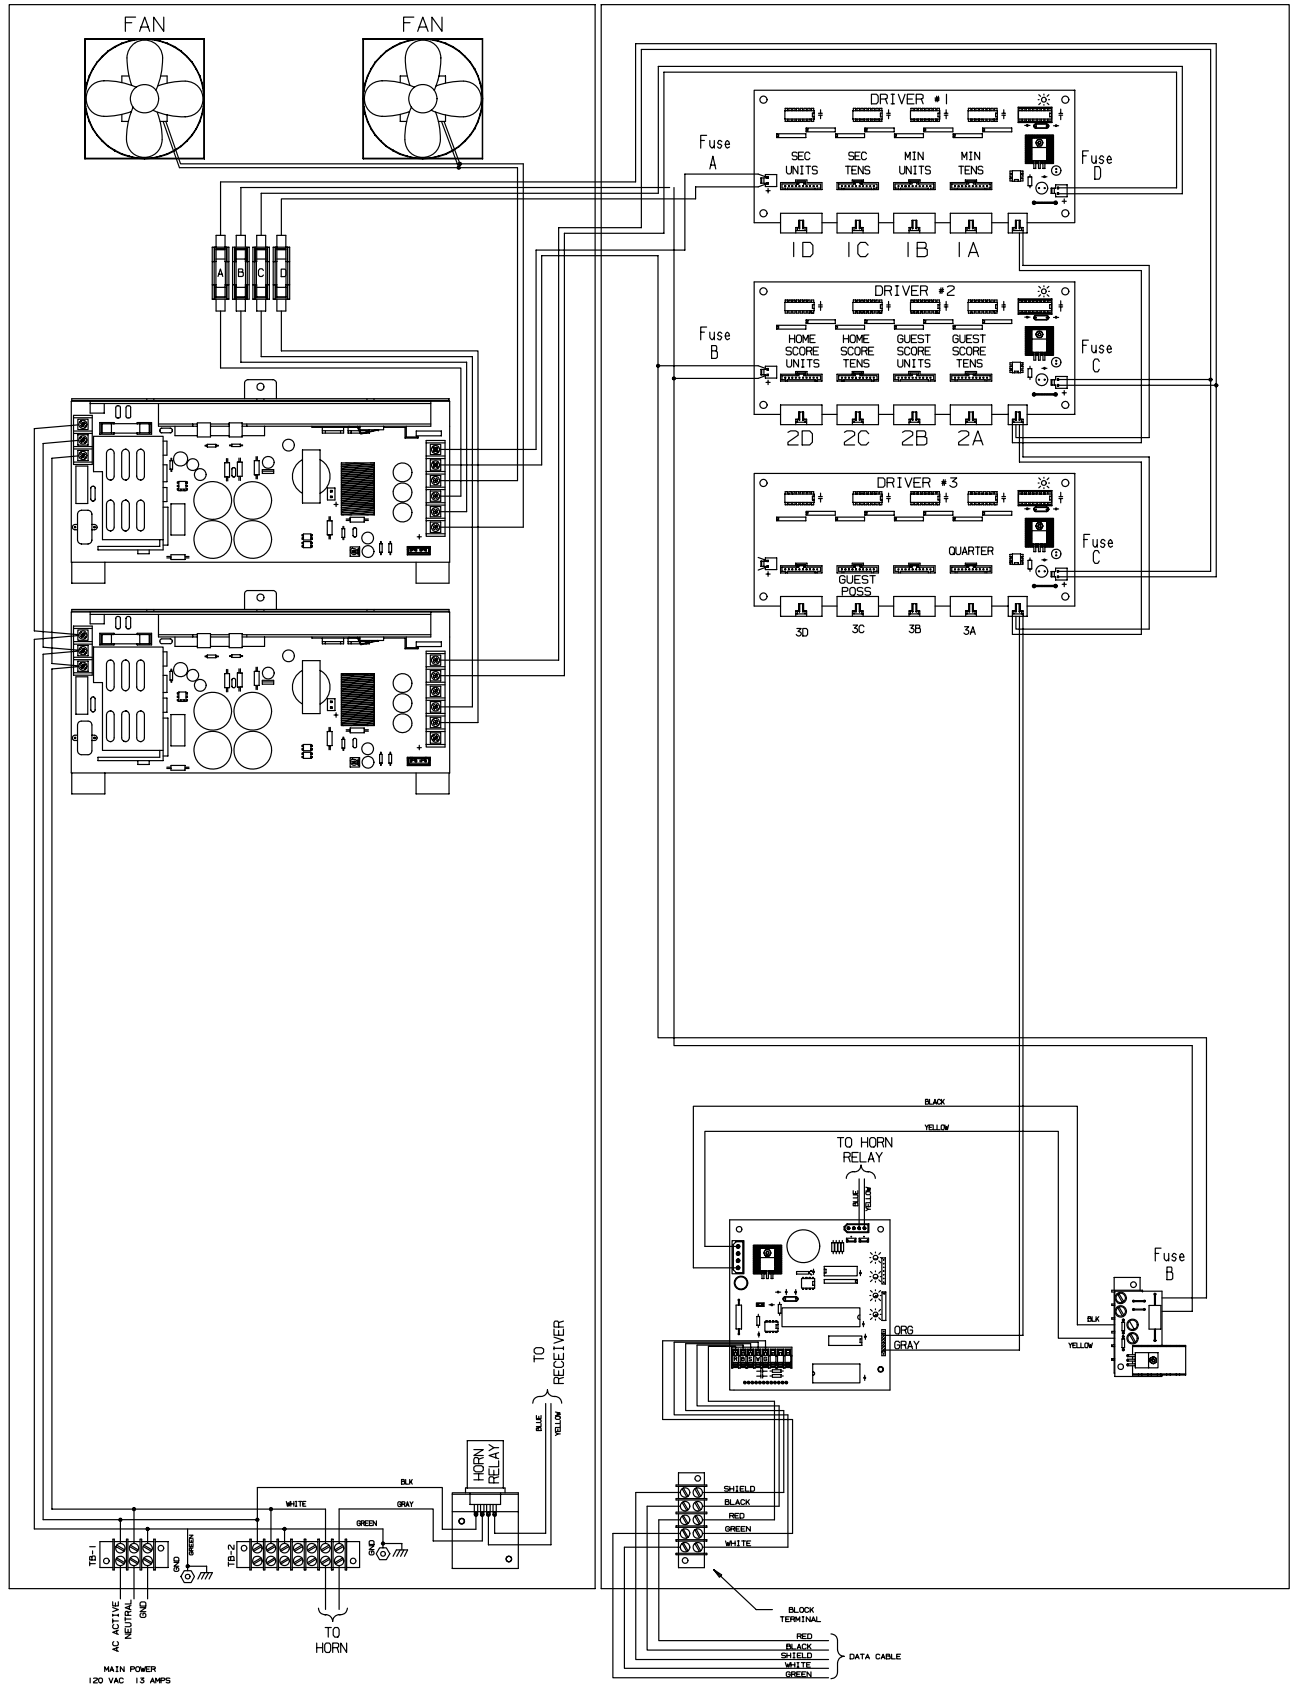 FAN
FAN
DRIVER #1
Fuse
A
SEC
UNITS
SEC
TENS
MIN
UNITS
MIN
TENS
Fuse
D
+
+
1D
1C
1B
1A
A
B
C
D
DRIVER #2
Fuse
B
HOME
SCORE
UNITS
HOME
SCORE
TENS
GUEST
SCORE
UNITS
GUEST
SCORE
TENS
Fuse
C
+
+
2D
2C
2B
2A
DRIVER #3
QUARTER
GUEST
POSS
Fuse
C
+
+
3D
3C
3B
3A
+
+
+
+
BLACK
YELLOW
TO HORN
RELAY
BLUE
YELLOW
Fuse
B
BLK
YELLOW
ORG
GRAY
R B S W G
TO
RECEIVER
BLUE
YELLOW
HORN
RELAY
BLK
WHITE
GRAY
GREEN
GREEN
GND
GND
TB-1
TB-2
SHIELD
BLACK
RED
GREEN
WHITE
AC ACTIVE
NEUTRAL
GND
TO
HORN
MAIN POWER
120 VAC 13 AMPS
BLOCK
TERMINAL
RED
BLACK
SHIELD
WHITE
GREEN
DATA CABLE